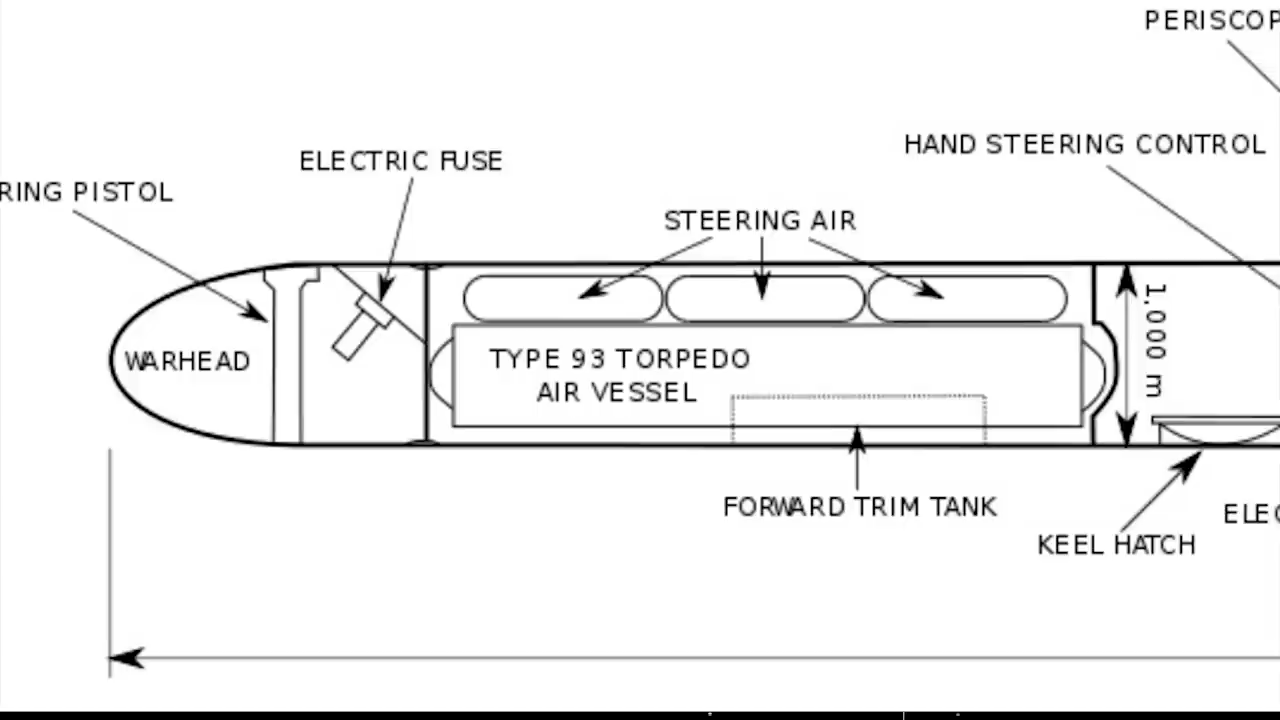 PERISCOP
HAND STEERING CONTROL
ELECTRIC FUSE
RING PISTOL
STEERING AIR
1,000 m
WARHEAD
TYPE 93 TORPEDO
AIR VESSEL
FORWARD TRIM TANK
KEEL HATCH
ELEC